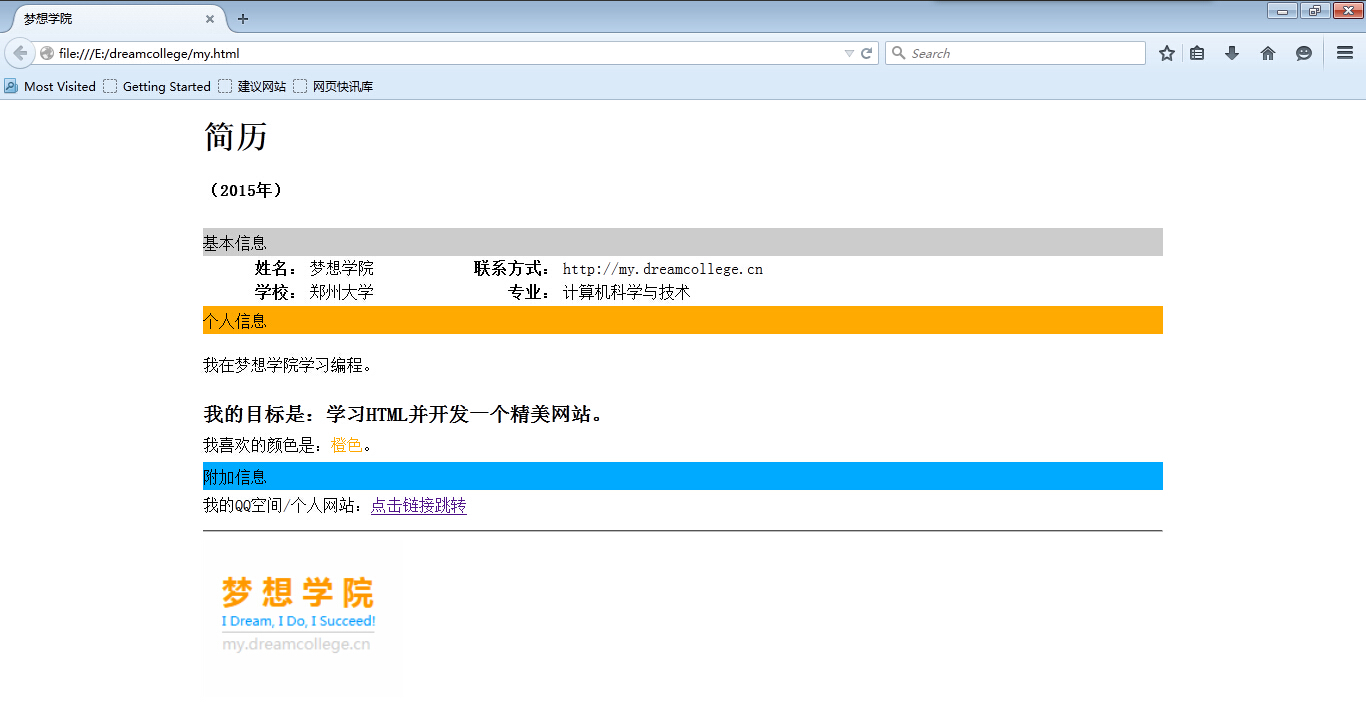 梦想学院
file:///E:/dreamcollege/my.html
Search
Most Visited Getting Started 建议网站 网页快讯库
简历
（2015年）
基本信息
姓名： 梦想学院 联系方式： http://my.dreamcollege.cn
学校： 郑州大学 专业： 计算机科学与技术
个人信息
我在梦想学院学习编程。
我的目标是：学习HTML并开发一个精美网站。
我喜欢的颜色是：橙色。
附加信息
我的QQ空间/个人网站：点击链接跳转
梦想学院
I Dream, I Do, I Succeed!
my.dreamcollege.cn